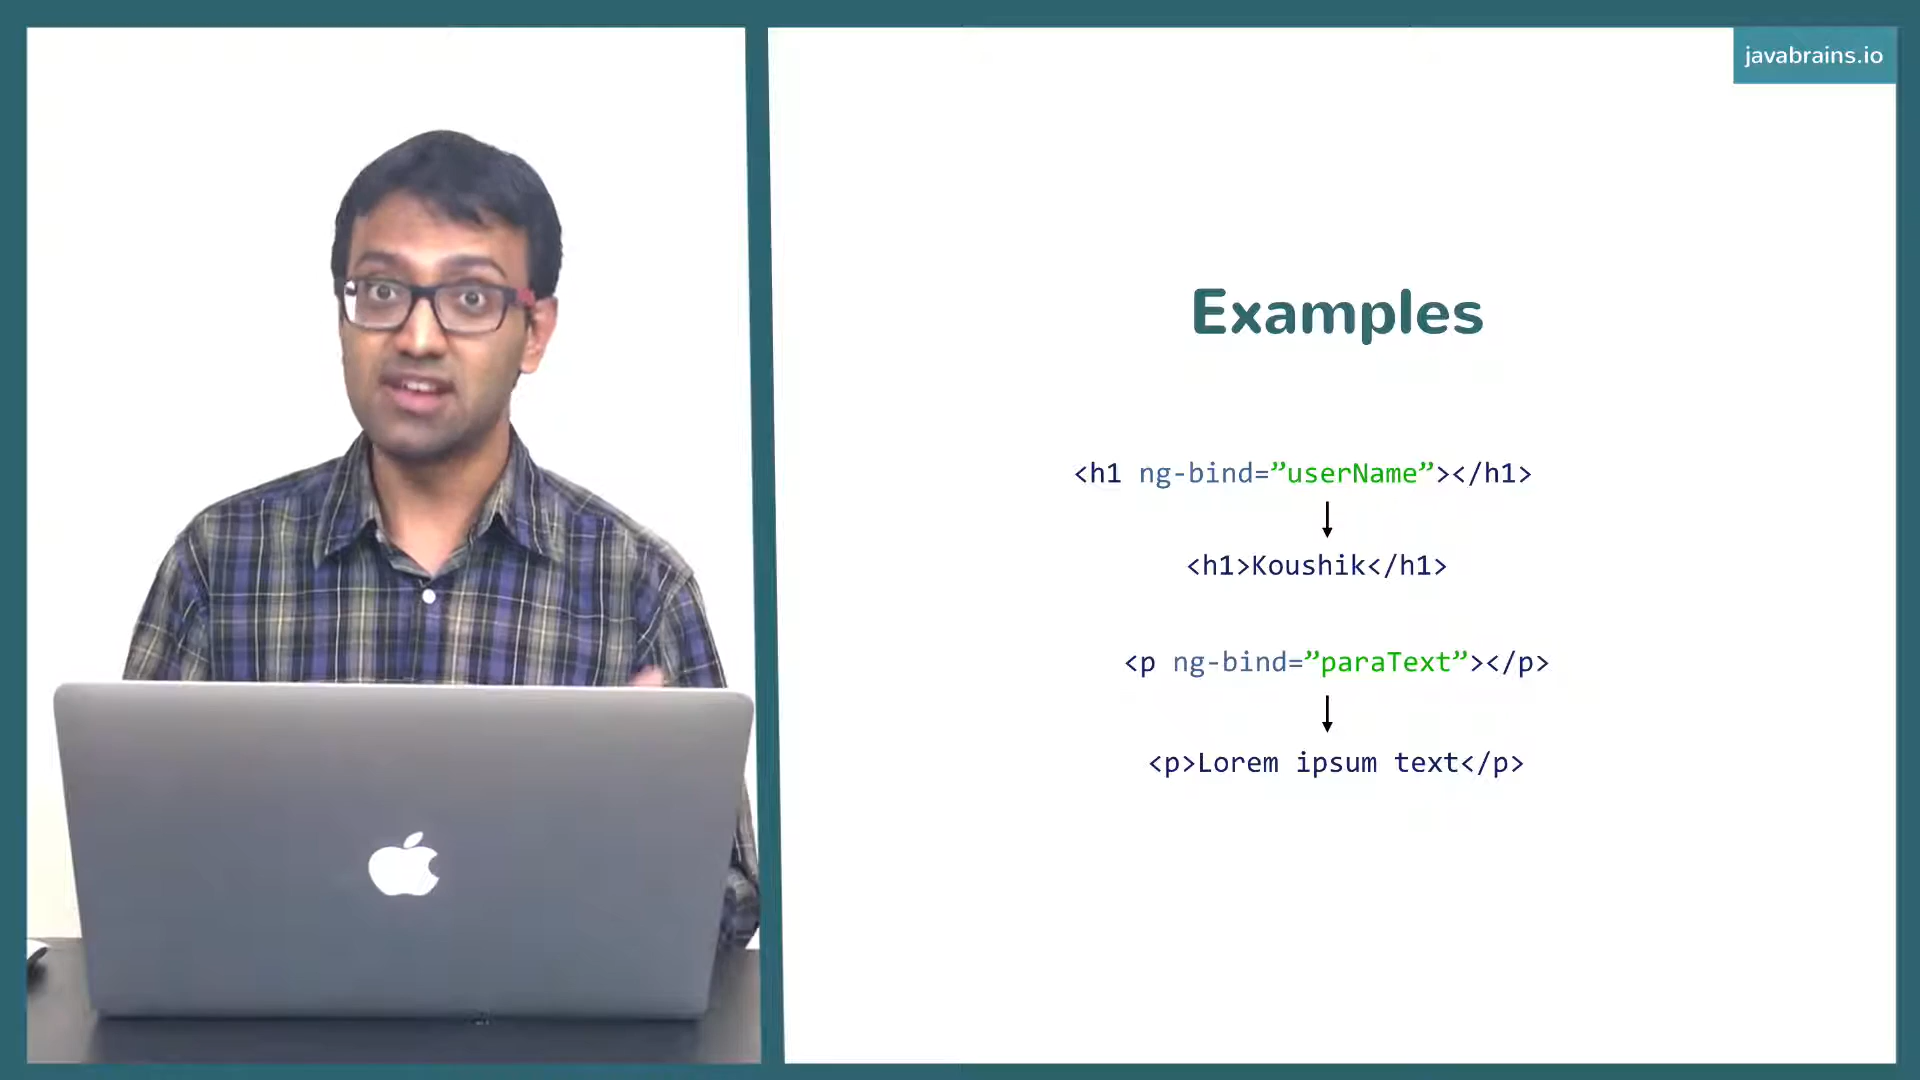 javabrains.io
Examples
<h1 ng-bind=”userName”></h1>
<h1>Koushik</h1>
<p ng-bind=”paraText”></p>
<p>Lorem ipsum text</p>